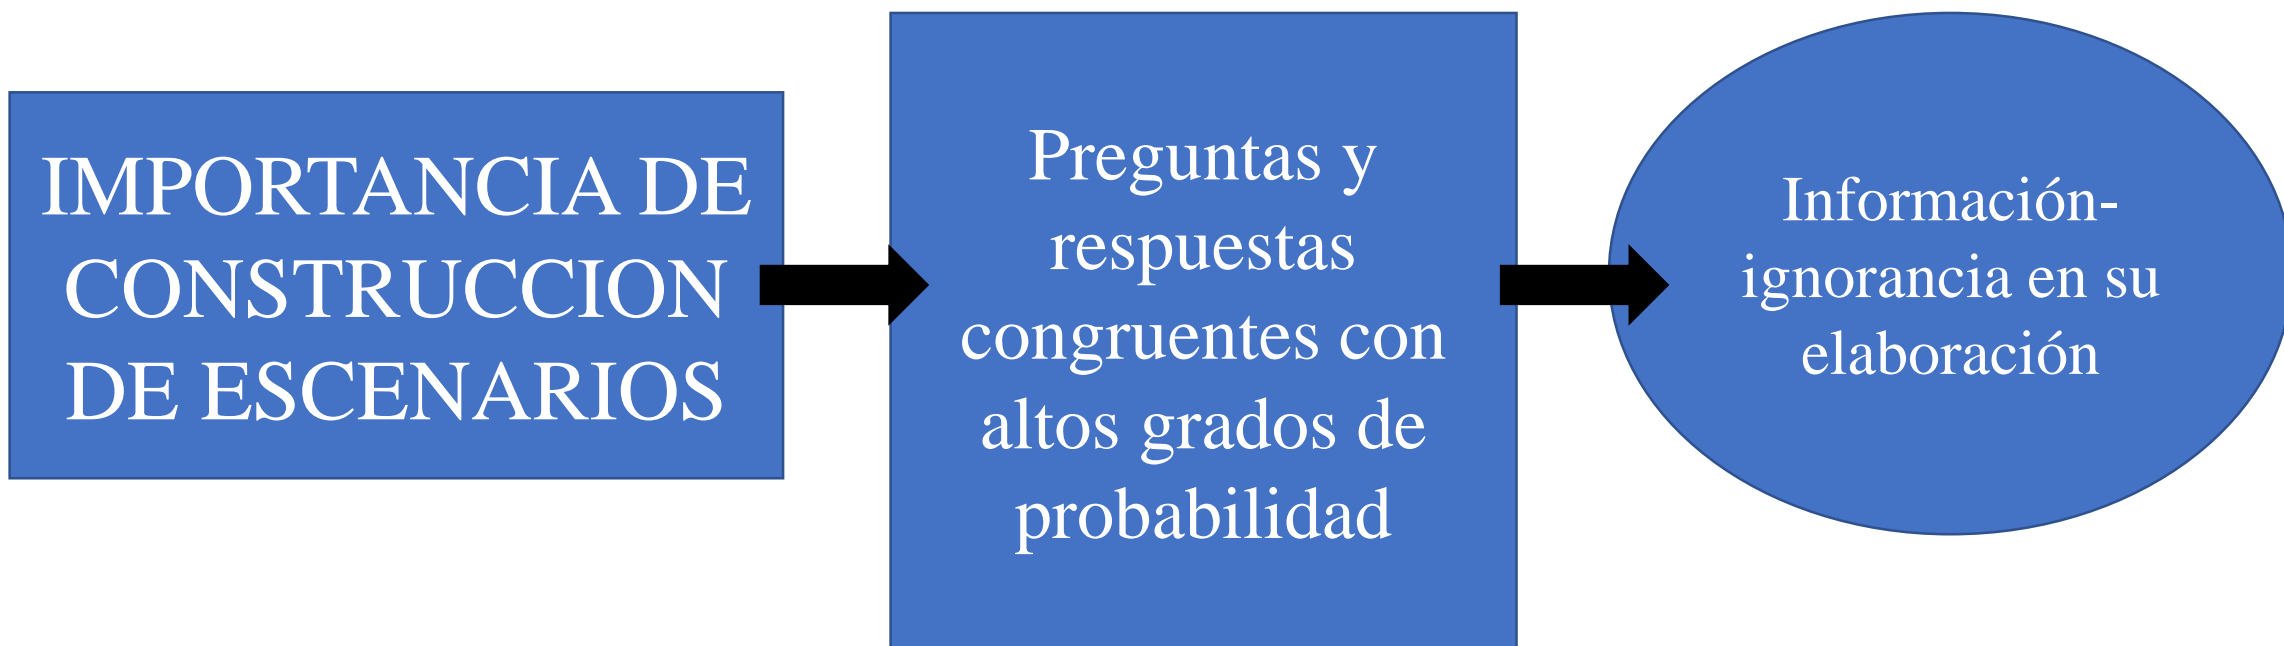 IMPORTANCIA DE
CONSTRUCCION
DE ESCENARIOS
Preguntas y
respuestas
congruentes con
altos grados de
probabilidad
Información-
ignorancia en su
elaboración